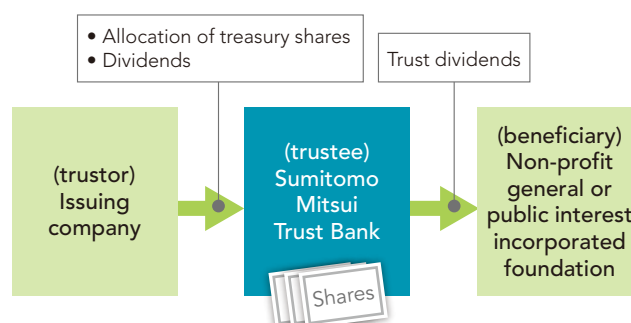 • Allocation of treasury shares
• Dividends
Trust dividends
(trustor)
Issuing
company
(trustee)
Sumitomo
Mitsui
Trust Bank
Shares
(beneficiary)
Non-profit
general or
public interest
incorporated
foundation